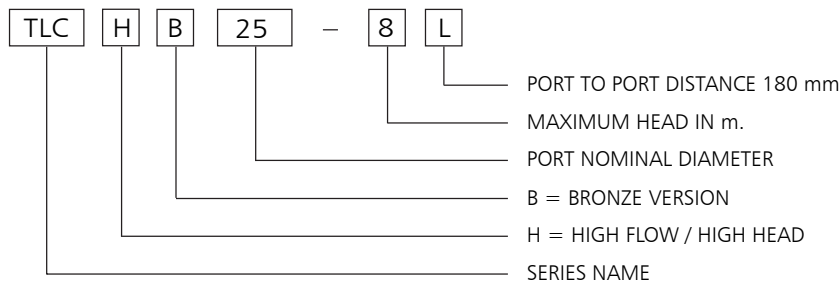 TLC H B 25 – 8 L
PORT TO PORT DISTANCE 180 mm
MAXIMUM HEAD IN m.
PORT NOMINAL DIAMETER
B = BRONZE VERSION
H = HIGH FLOW / HIGH HEAD
SERIES NAME